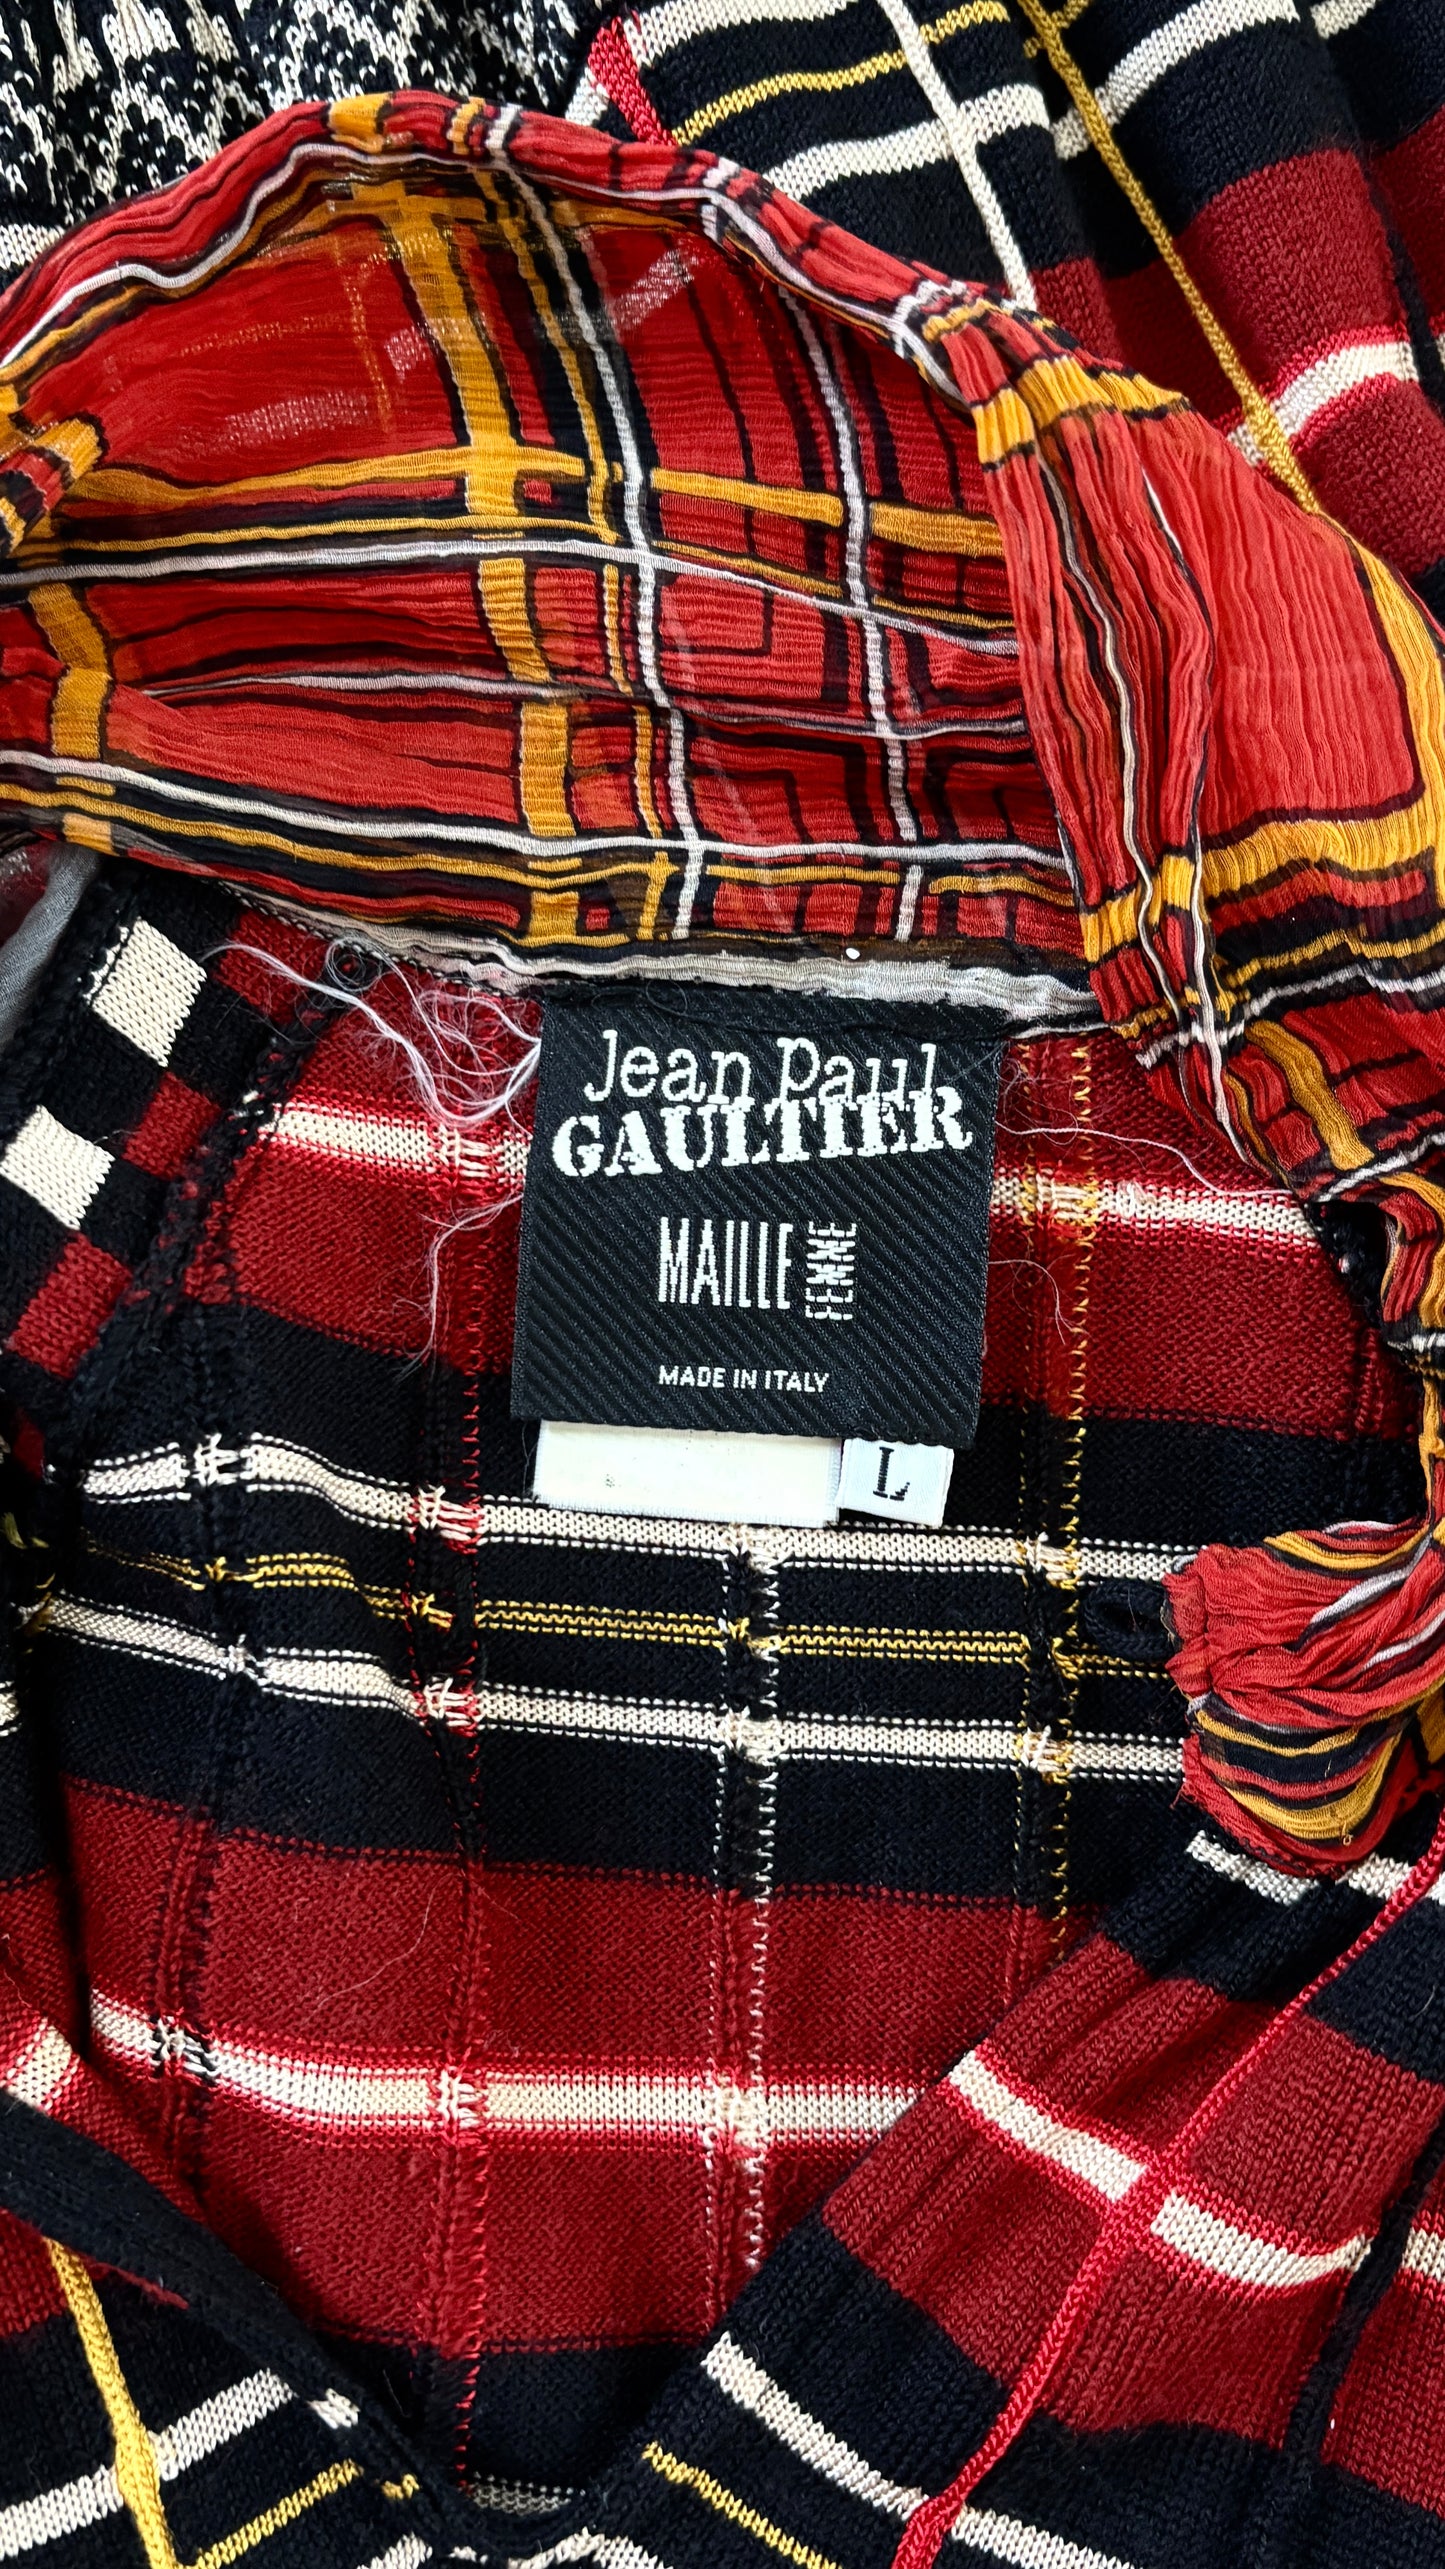 Jean Paul
GAULTIER
MAILLE FEMME
MADE IN ITALY
L